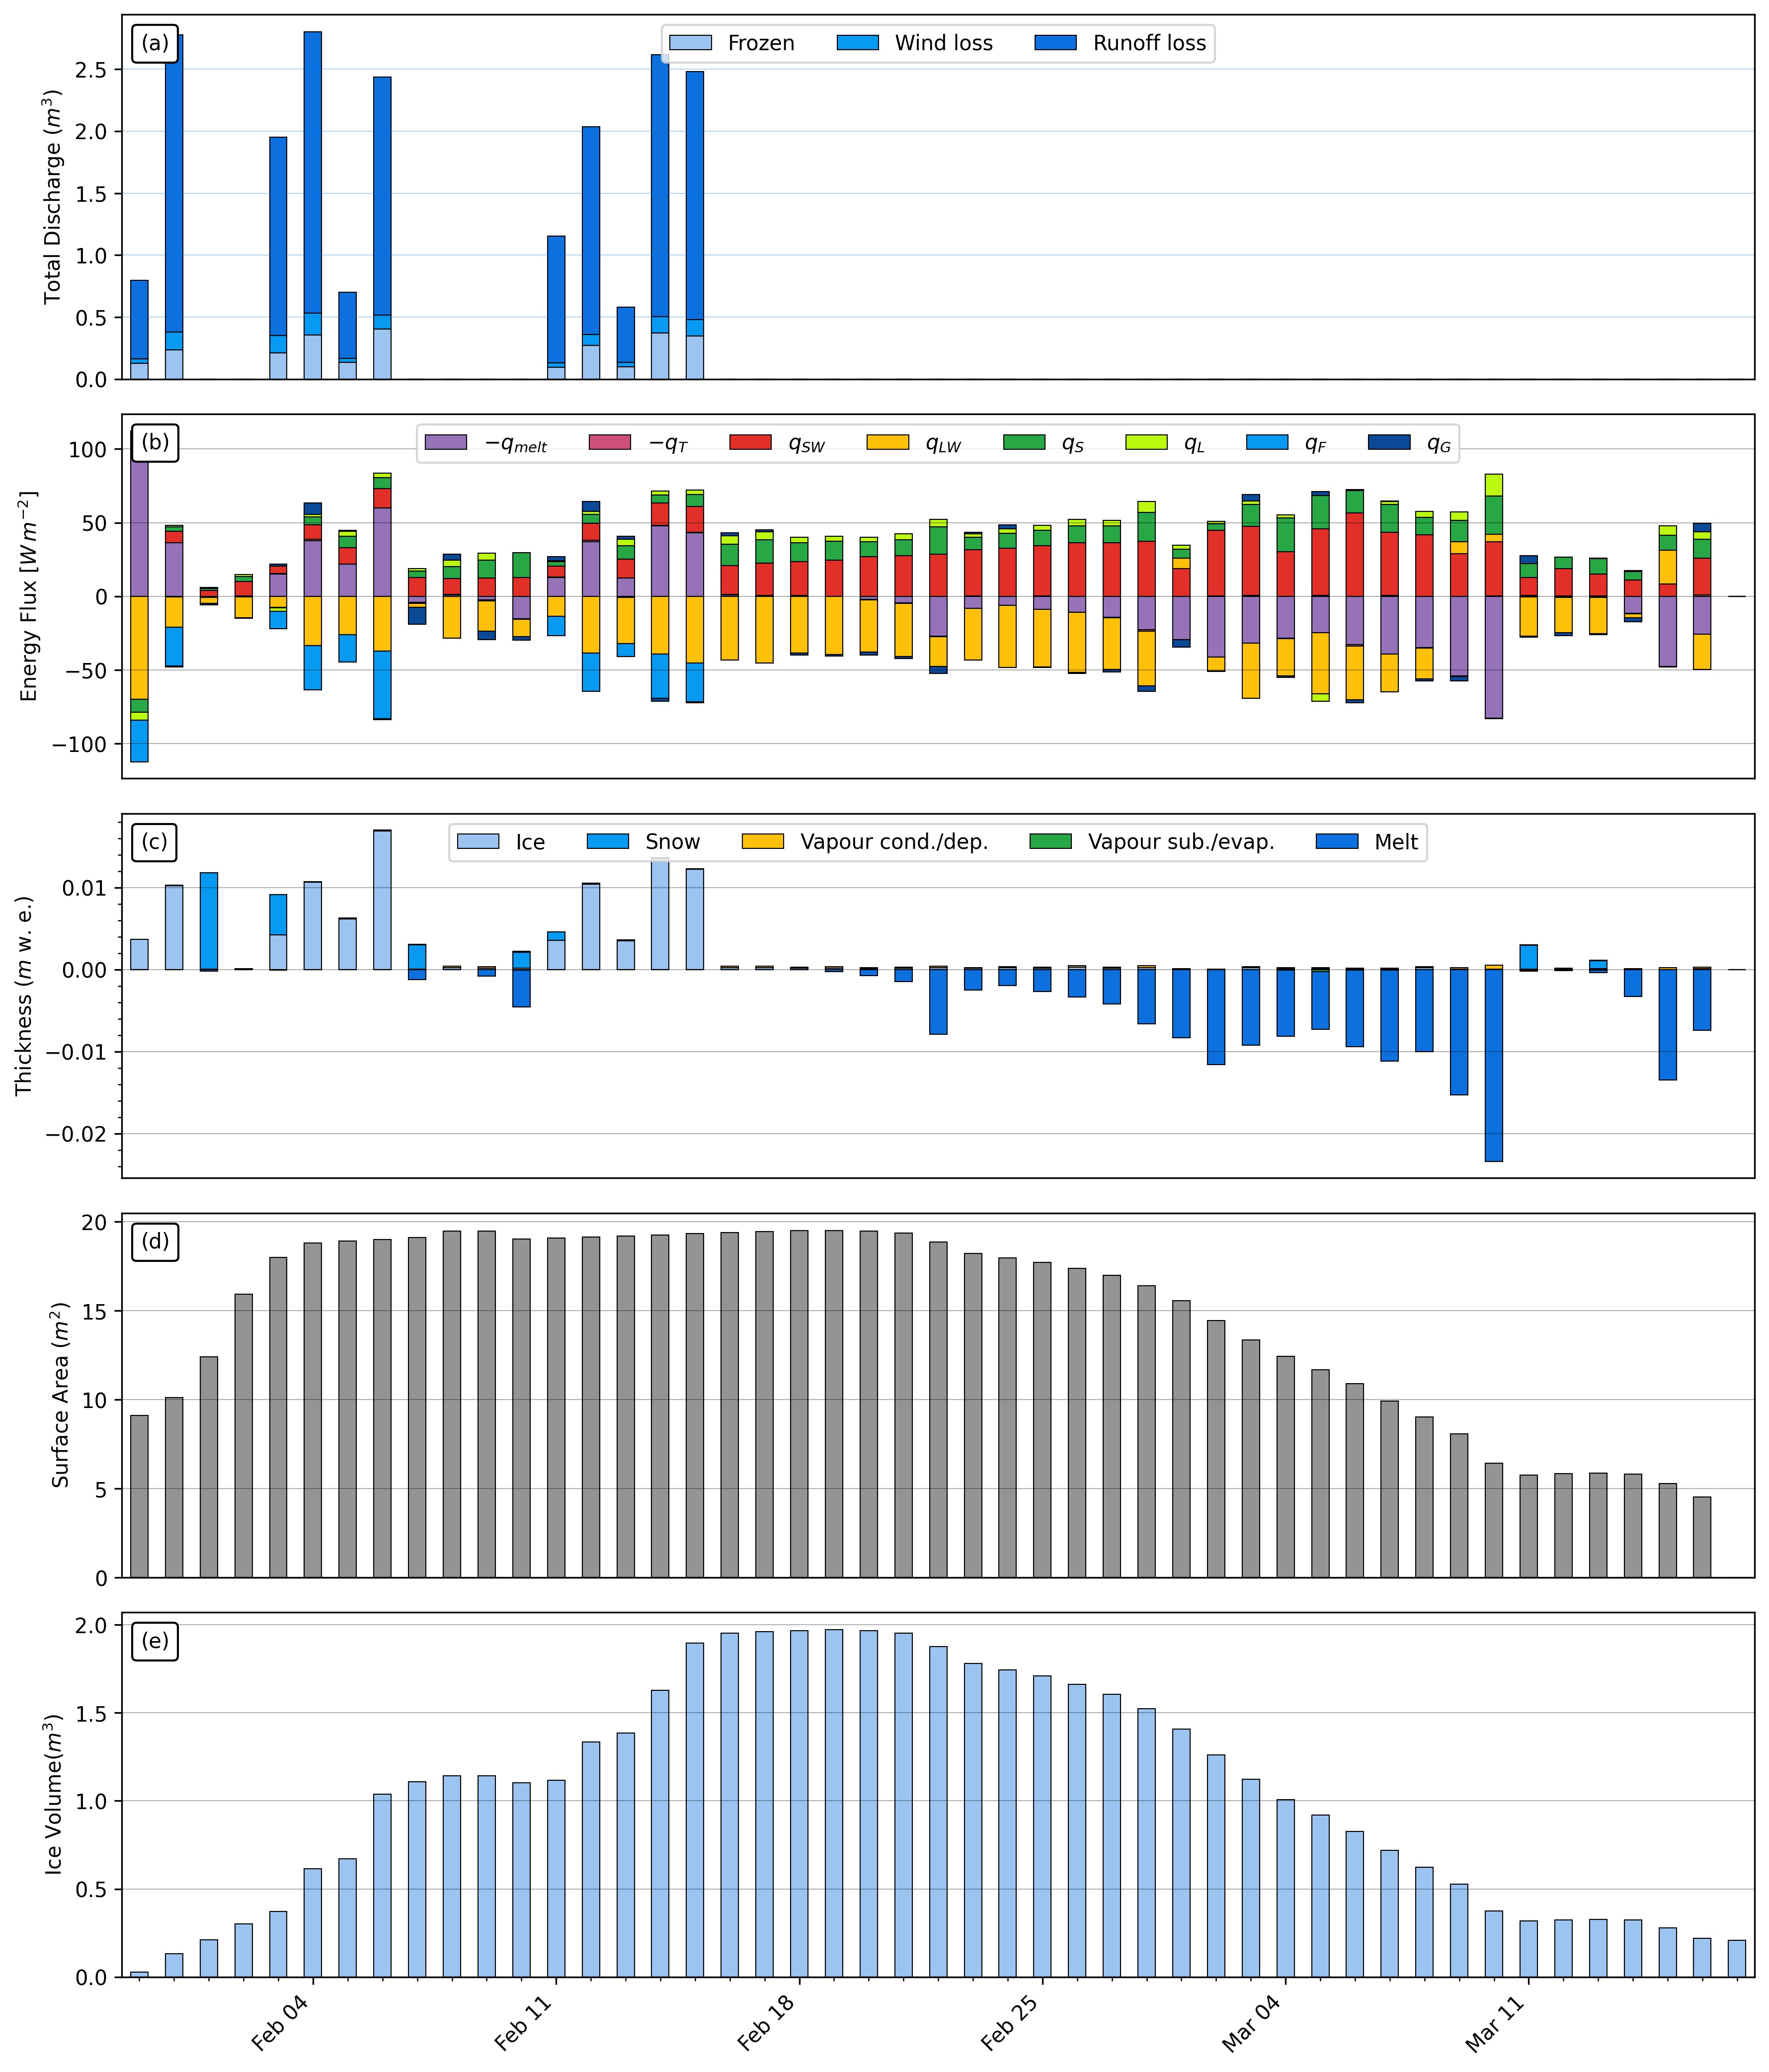 (a)
Frozen Wind loss Runoff loss
2.5
2.0
1.5
1.0
0.5
0.0
Total Discharge (m³)
(b)
−q_melt −q_T q_SW q_LW q_S q_L q_F q_G
100
50
0
−50
−100
Energy Flux [W m⁻²]
(c)
Ice Snow Vapour cond./dep. Vapour sub./evap. Melt
0.01
0.00
−0.01
−0.02
Thickness (m w. e.)
(d)
20
15
10
5
0
Surface Area (m²)
(e)
2.0
1.5
1.0
0.5
0.0
Ice Volume(m³)
Feb 04 Feb 11 Feb 18 Feb 25 Mar 04 Mar 11